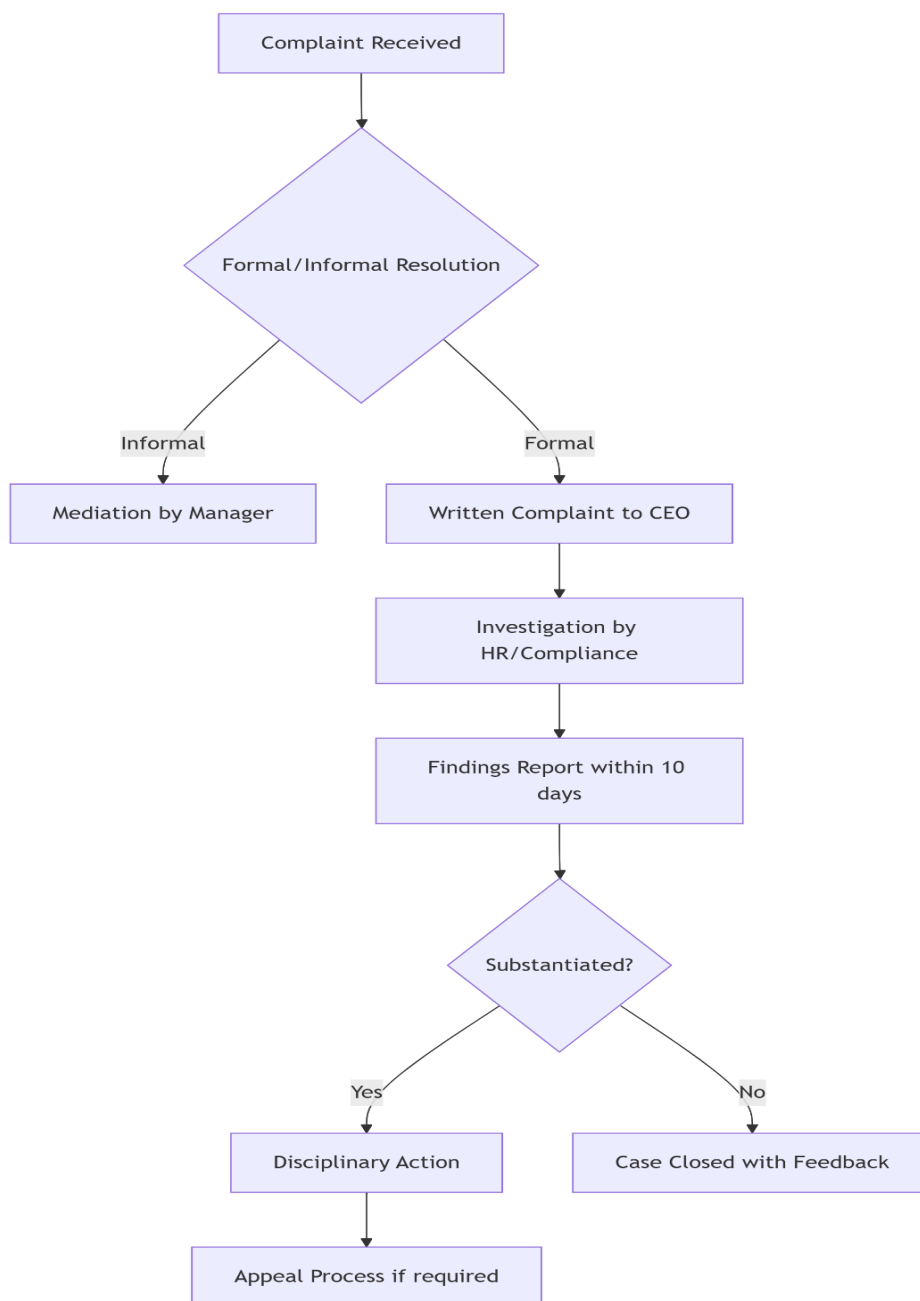 Complaint Received
Formal/Informal Resolution
Informal
Formal
Mediation by Manager
Written Complaint to CEO
Investigation by
HR/Compliance
Findings Report within 10
days
Substantiated?
Yes
No
Disciplinary Action
Case Closed with Feedback
Appeal Process if required